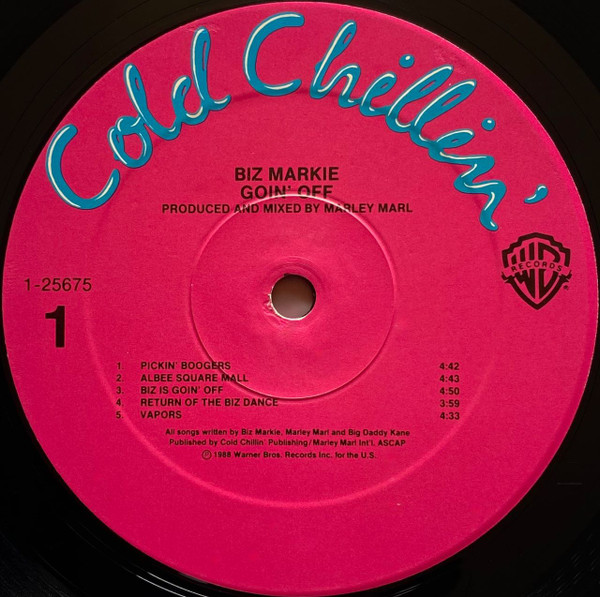 Cold Chillin'
BIZ MARKIE
GOIN' OFF
PRODUCED AND MIXED BY MARLEY MARL
WB
RECORDS
®
1-25675
1
1. PICKIN' BOOGERS 4:42
2. ALBEE SQUARE MALL 4:43
3. BIZ IS GOIN' OFF 4:50
4. RETURN OF THE BIZ DANCE 3:59
5. VAPORS 4:33
All songs written by Biz Markie, Marley Marl and Big Daddy Kane
Published by Cold Chillin' Publishing/Marley Marl Int'l. ASCAP
℗ 1988 Warner Bros. Records Inc. for the U.S.